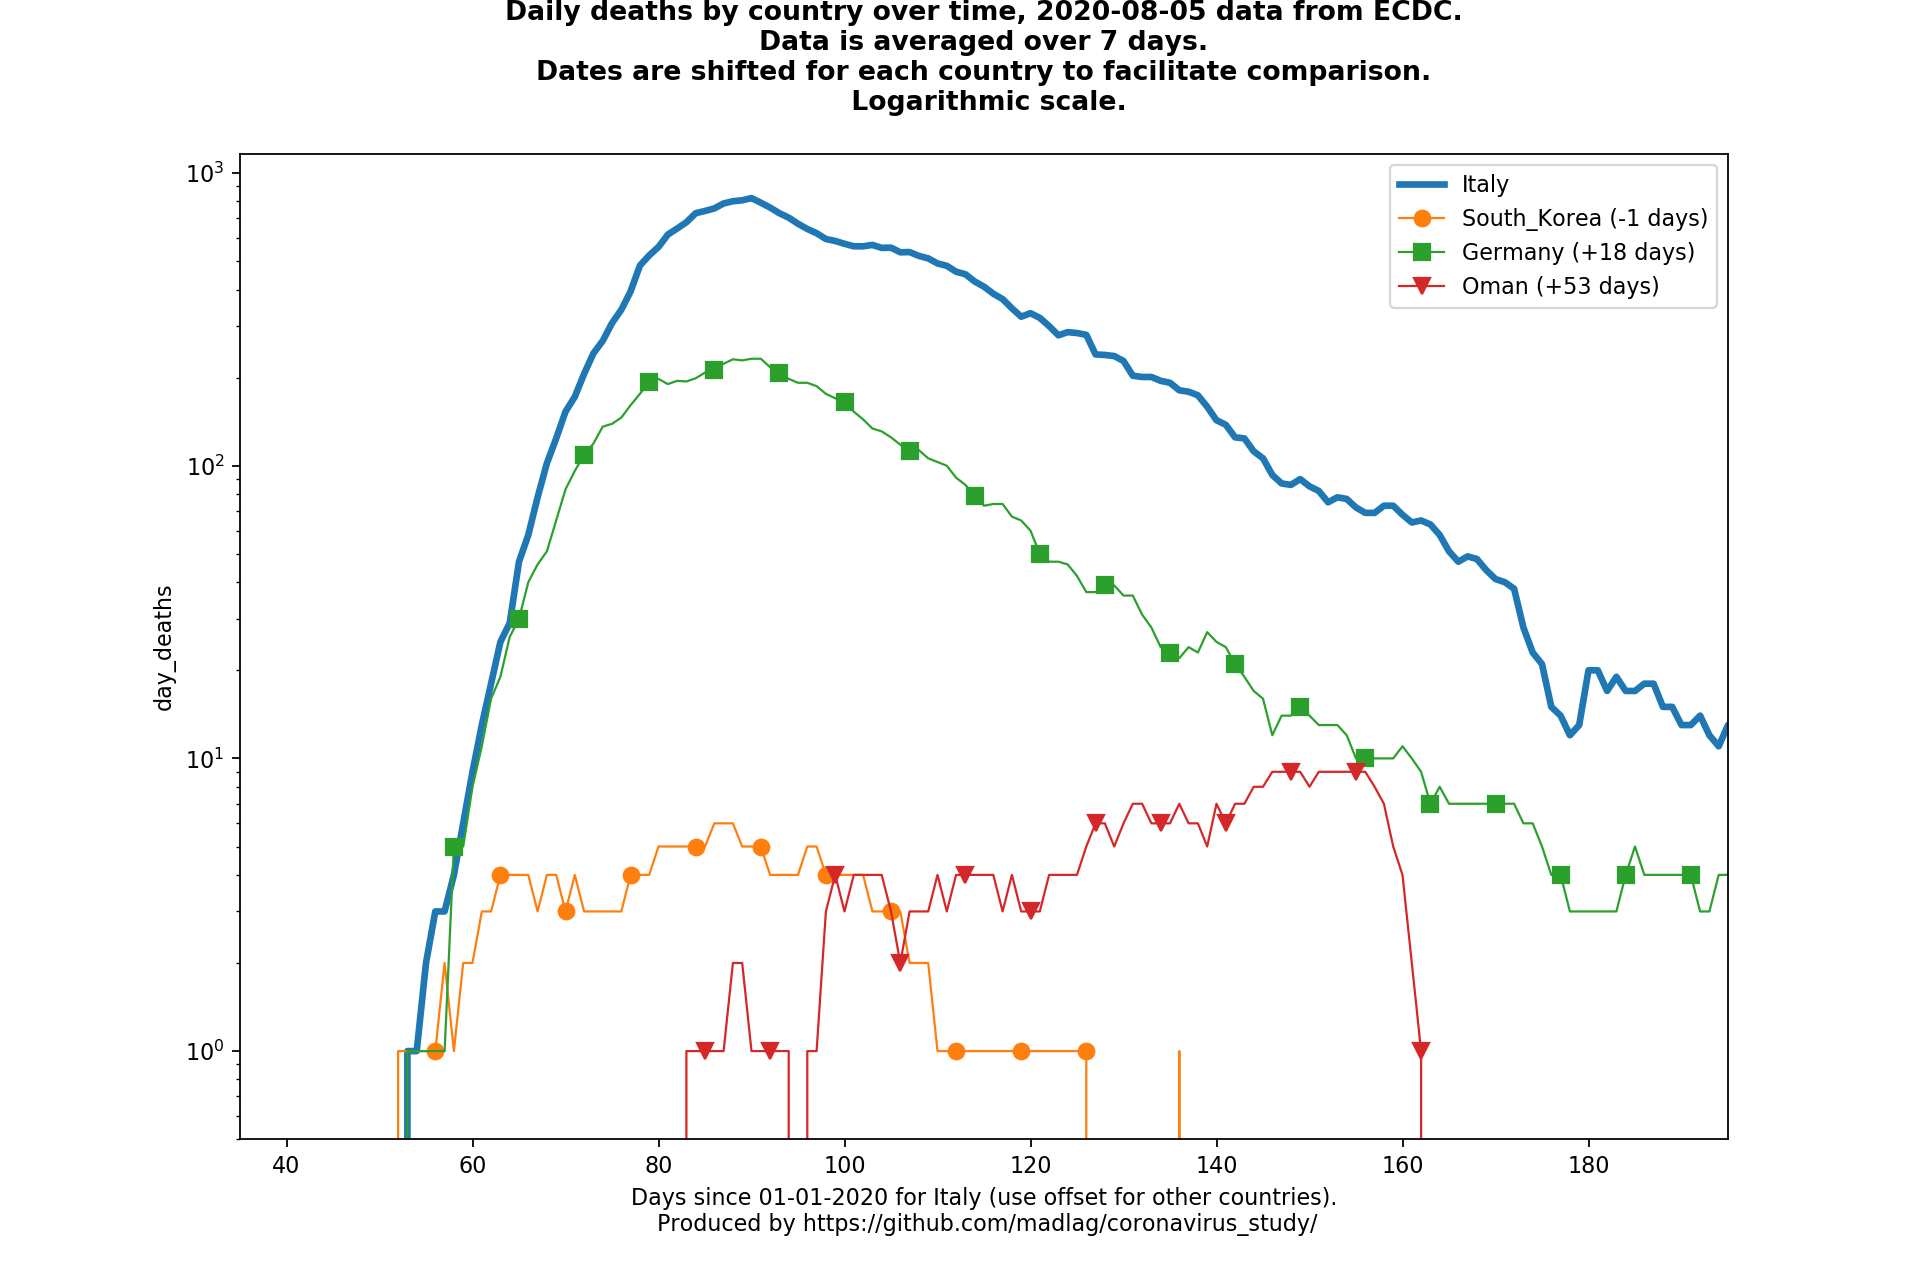 Daily deaths by country over time, 2020-08-05 data from ECDC.
Data is averaged over 7 days.
Dates are shifted for each country to facilitate comparison.
Logarithmic scale.
10³
10²
10¹
10⁰
day_deaths
Italy
South_Korea (-1 days)
Germany (+18 days)
Oman (+53 days)
40 60 80 100 120 140 160 180
Days since 01-01-2020 for Italy (use offset for other countries).
Produced by https://github.com/madlag/coronavirus_study/